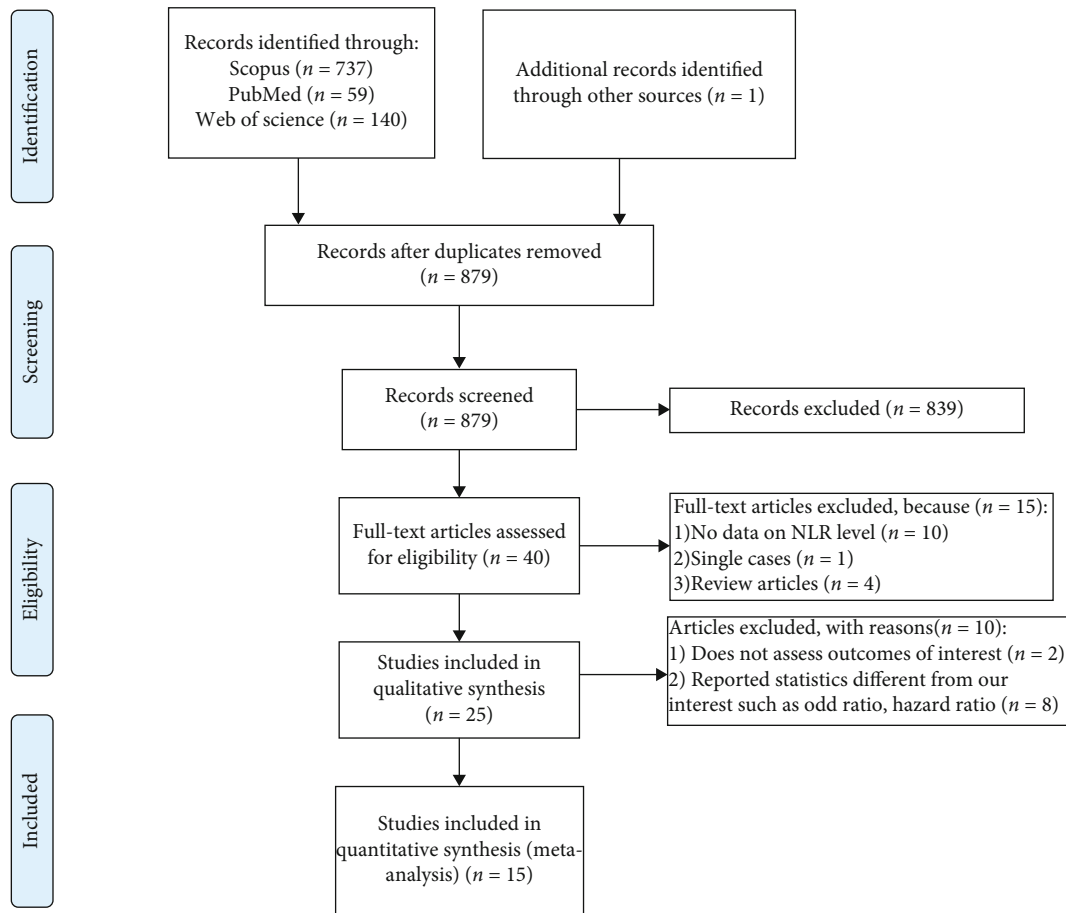 Identification
Records identified through:
Scopus (n = 737)
PubMed (n = 59)
Web of science (n = 140)
Additional records identified
through other sources (n = 1)
Screening
Records after duplicates removed
(n = 879)
Records screened
(n = 879)
Records excluded (n = 839)
Eligibility
Full-text articles assessed
for eligibility (n = 40)
Full-text articles excluded, because (n = 15):
1)No data on NLR level (n = 10)
2)Single cases (n = 1)
3)Review articles (n = 4)
Studies included in
qualitative synthesis
(n = 25)
Articles excluded, with reasons(n = 10):
1) Does not assess outcomes of interest (n = 2)
2) Reported statistics different from our
interest such as odd ratio, hazard ratio (n = 8)
Included
Studies included in
quantitative synthesis (meta-
analysis) (n = 15)